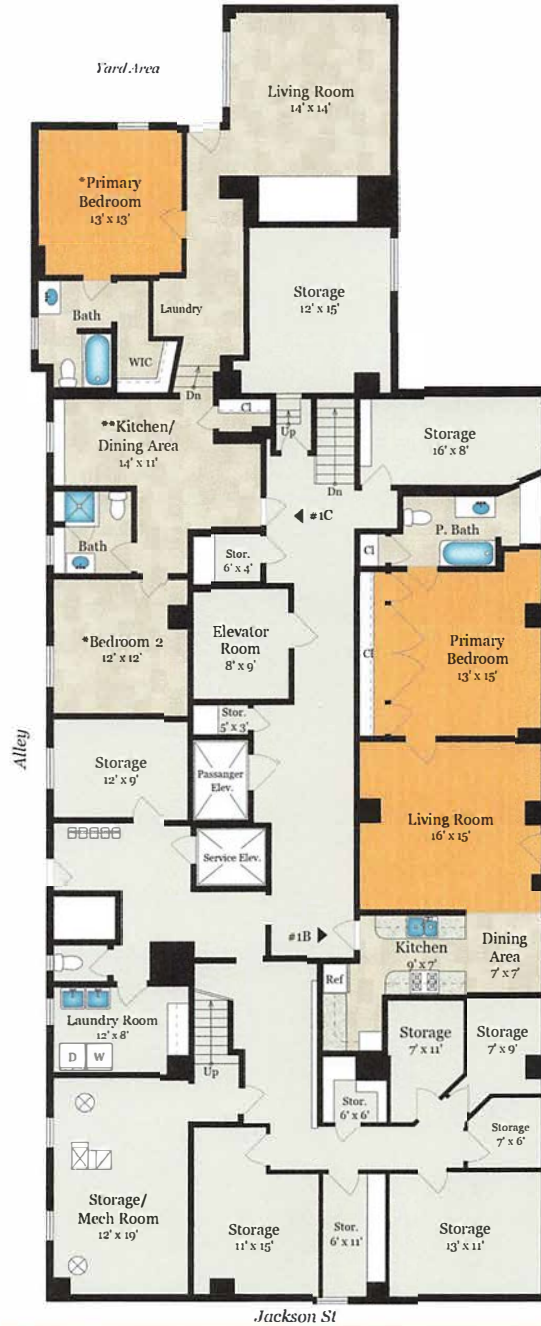 Yard Area
Living Room
14' x 14'
*Primary
Bedroom
13' x 13'
Storage
12' x 15'
Laundry
Bath
WIC
Dn
Cl
Up
Dn
**Kitchen/
Dining Area
14' x 11'
Storage
16' x 8'
#1C
P. Bath
Bath
Stor.
6' x 4'
Cl
*Bedroom 2
12' x 12'
Elevator
Room
8' x 9'
Cl
Primary
Bedroom
13' x 15'
Alley
Stor.
5' x 3'
Storage
12' x 9'
Passanger
Elev.
Living Room
16' x 15'
Service Elev.
#1B
Kitchen
9' x 7'
Dining
Area
7' x 7'
Ref
Laundry Room
12' x 8'
D
W
Up
Storage
7' x 11'
Storage
7' x 9'
Stor.
6' x 6'
Storage
7' x 6'
Storage/
Mech Room
12' x 19'
Storage
11' x 15'
Stor.
6' x 11'
Storage
13' x 11'
Jackson St